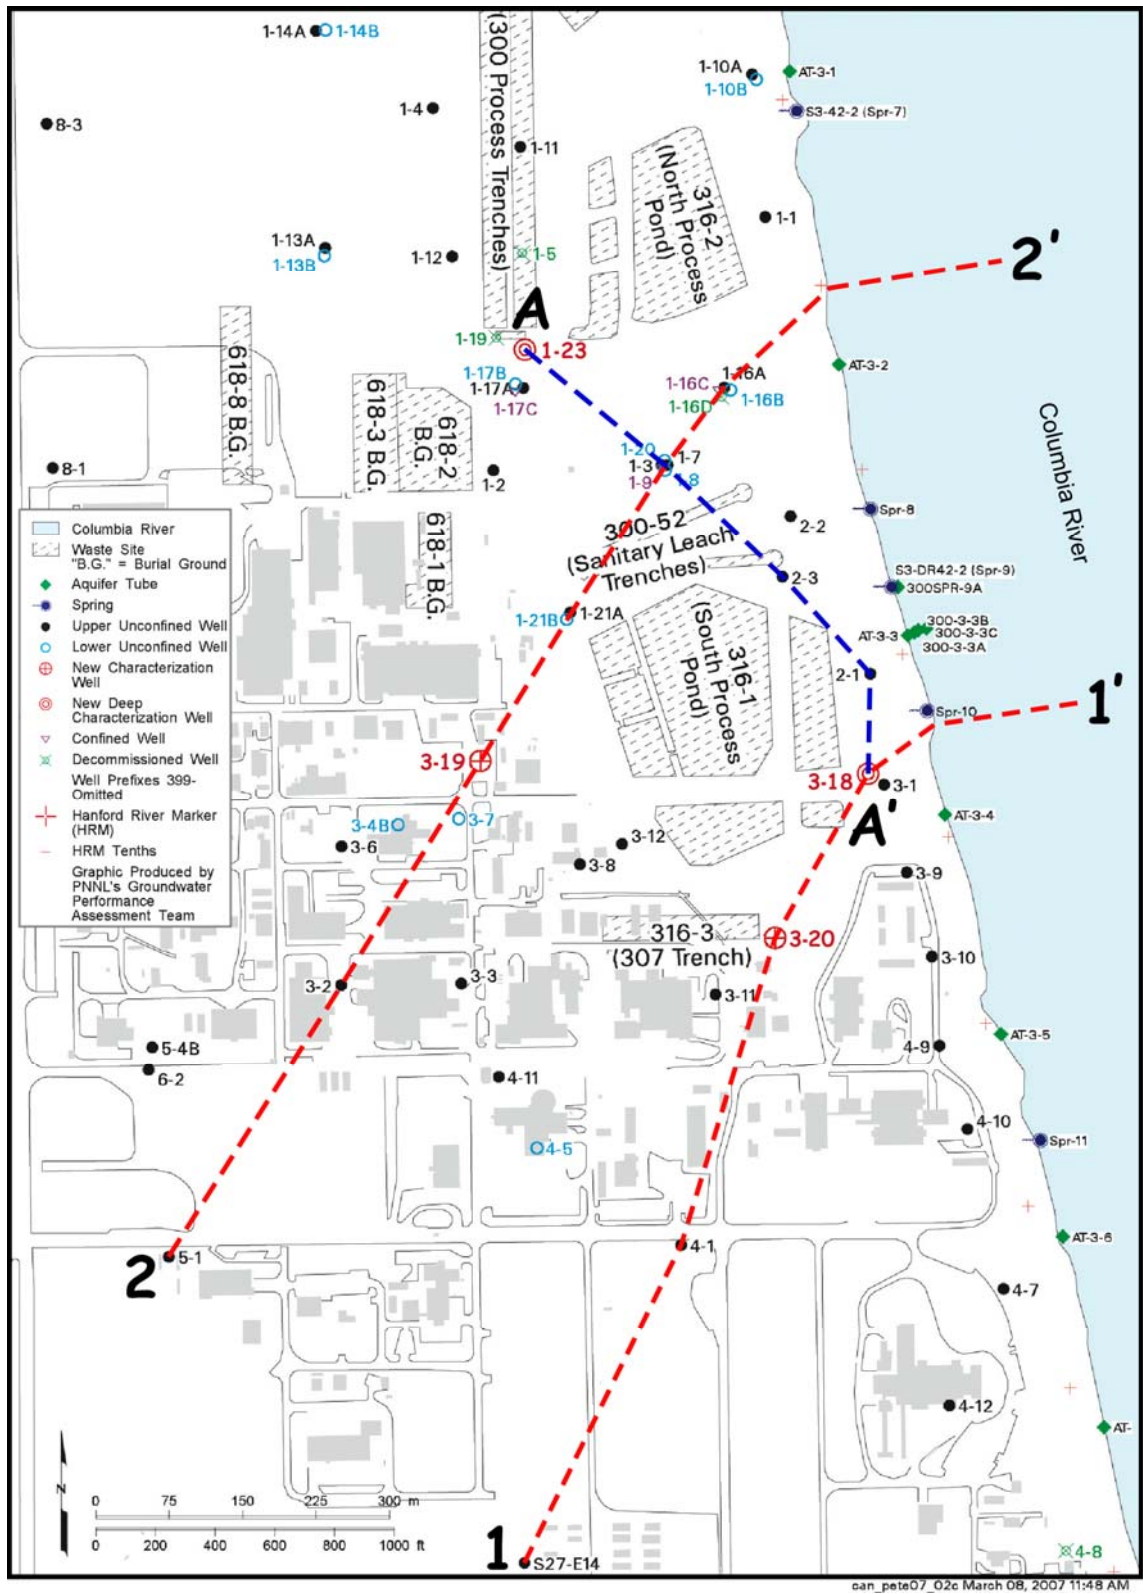 1-14A
1-14B
(300 Process Trenches)
1-10A
1-10B
AT-3-1
S3-42-2 (Spr-7)
8-3
1-4
1-11
316-2
(North Process
Pond)
1-1
1-13A
1-13B
1-12
1-5
2'
A
1-19
1-23
618-8 B.G.
618-3 B.G.
618-2
B.G.
1-17B
1-17A
1-17C
1-16C
1-16A
1-16D
1-16B
AT-3-2
Columbia River
8-1
1-2
1-20
1-3
1-7
1-9
1-8
300-52
(Sanitary Leach
Trenches)
2-2
Spr-8
618-1 B.G.
2-3
S3-DR42-2 (Spr-9)
300SPR-9A
1-21B
1-21A
316-1
(South Process
Pond)
AT-3-3
300-3-3B
300-3-3C
300-3-3A
2-1
1'
Spr-10
3-19
3-18
3-1
A'
AT-3-4
3-4B
3-7
3-6
3-12
3-8
3-9
316-3
(307 Trench)
3-20
3-10
3-2
3-3
3-11
5-4B
6-2
4-9
AT-3-5
4-11
4-10
4-5
Spr-11
2
5-1
4-1
AT-3-6
4-7
4-12
AT-
1
S27-E14
4-8
Columbia River
Waste Site
"B.G." = Burial Ground
Aquifer Tube
Spring
Upper Unconfined Well
Lower Unconfined Well
New Characterization
Well
New Deep
Characterization Well
Confined Well
Decommissioned Well
Well Prefixes 399-
Omitted
Hanford River Marker
(HRM)
HRM Tenths
Graphic Produced by
PNNL's Groundwater
Performance
Assessment Team
N
0 75 150 225 300 m
0 200 400 600 800 1000 ft
can_pete07_02c March 08, 2007 11:48 AM